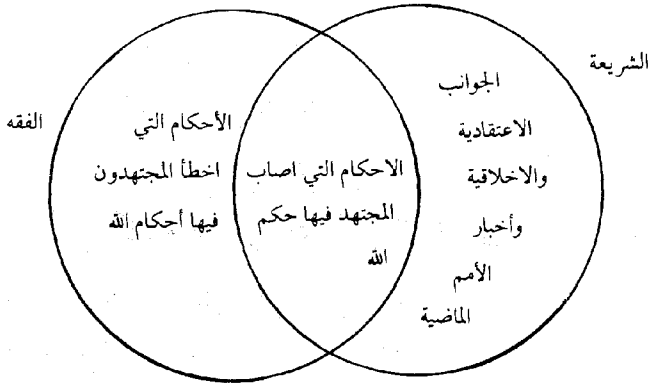 الشريعة
الجوانب
الاعتقادية
والاخلاقية
وأخبار
الأمم
الماضية
الاحكام التي اصاب
المجتهد فيها حكم
الله
الفقه
الأحكام التي
اخطأ المجتهدون
فيها أحكام الله